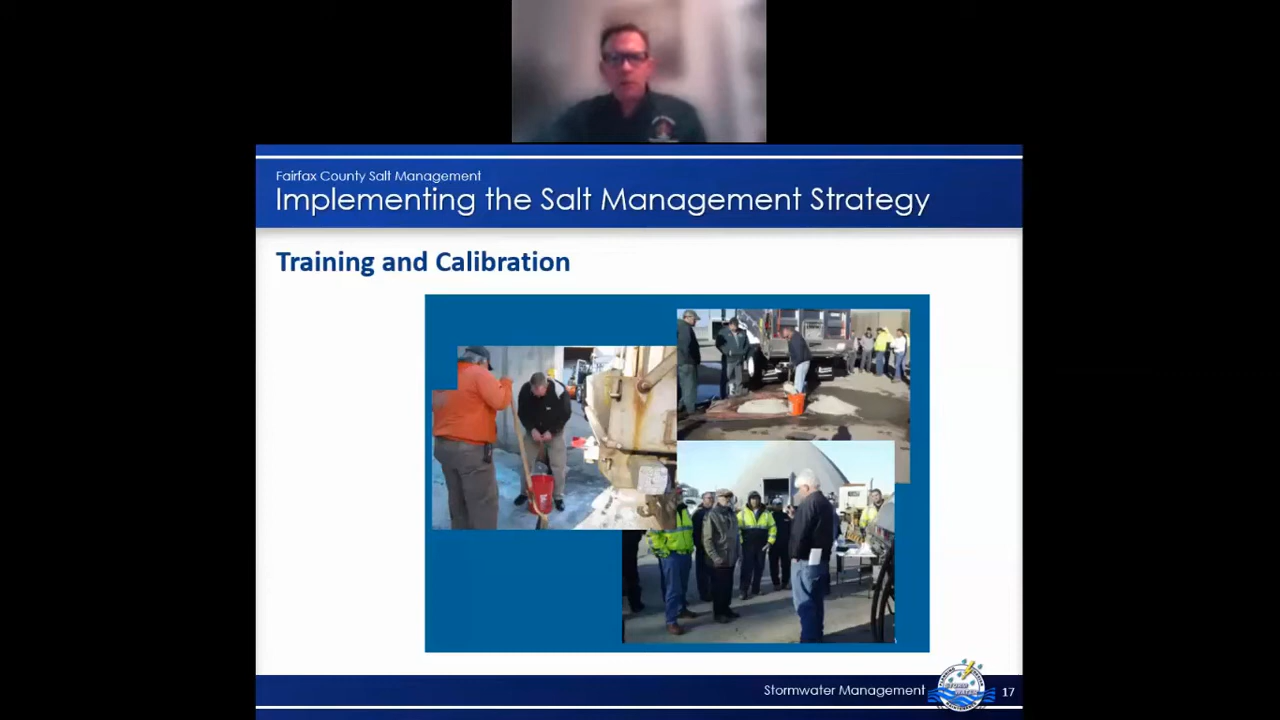 Fairfax County Salt Management
Implementing the Salt Management Strategy
Training and Calibration
Stormwater Management
17